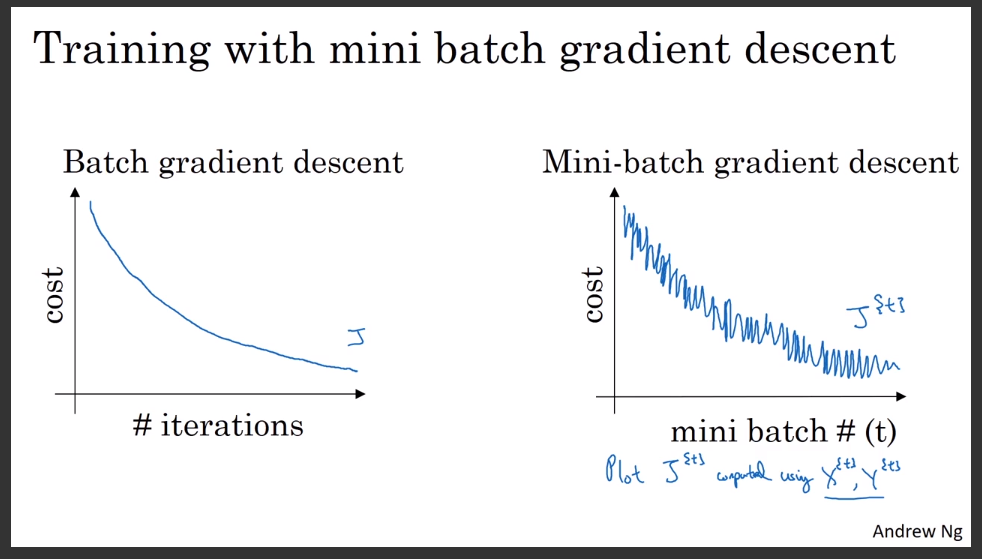 Training with mini batch gradient descent
Batch gradient descent
cost
J
# iterations
Mini-batch gradient descent
cost
J{t}
mini batch # (t)
Plot J{t} computed using X{t}, Y{t}
Andrew Ng